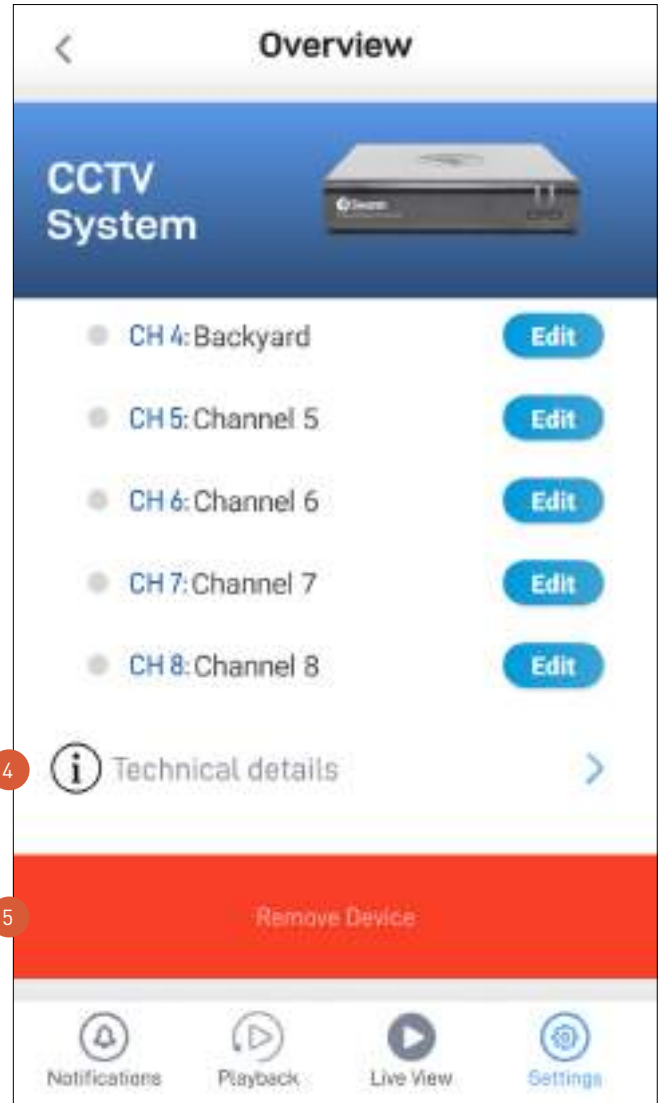 Overview
CCTV
System
Swann
CH 4: Backyard Edit
CH 5: Channel 5 Edit
CH 6: Channel 6 Edit
CH 7: Channel 7 Edit
CH 8: Channel 8 Edit
4 i Technical details
5 Remove Device
Notifications Playback Live View Settings